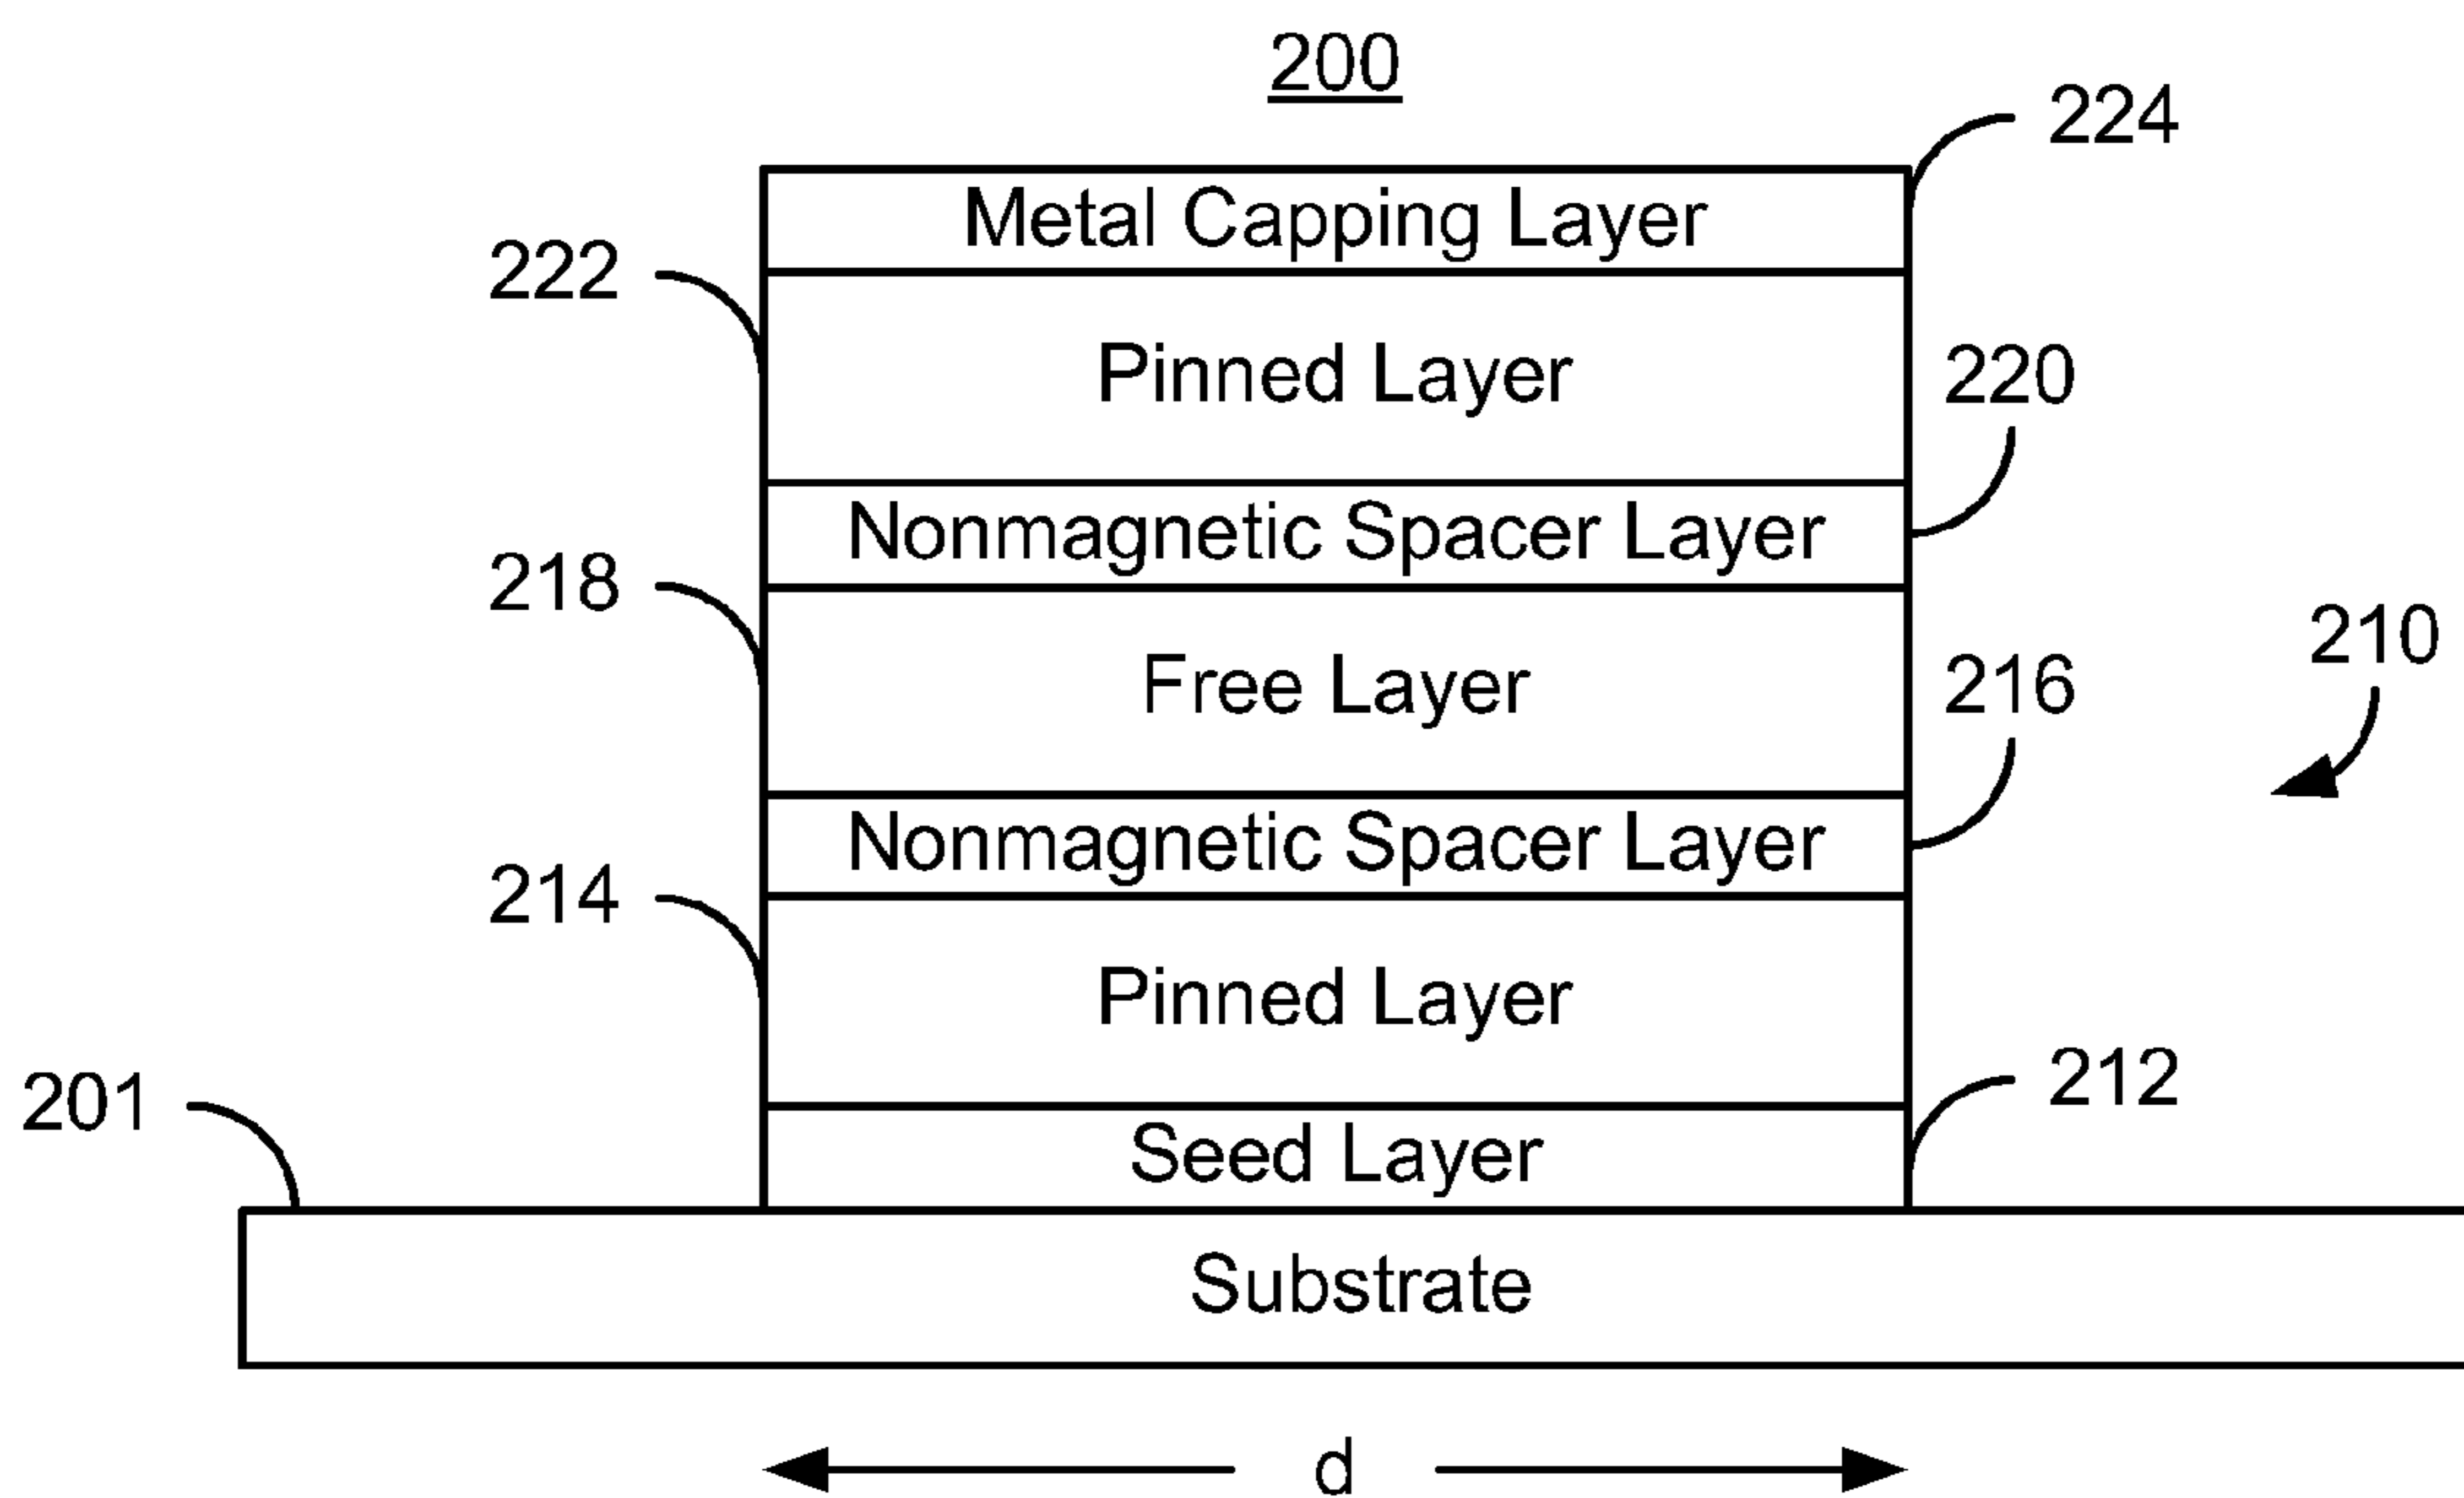 200
224
Metal Capping Layer
222
Pinned Layer
220
Nonmagnetic Spacer Layer
218
210
Free Layer
216
Nonmagnetic Spacer Layer
214
Pinned Layer
212
201
Seed Layer
Substrate
d